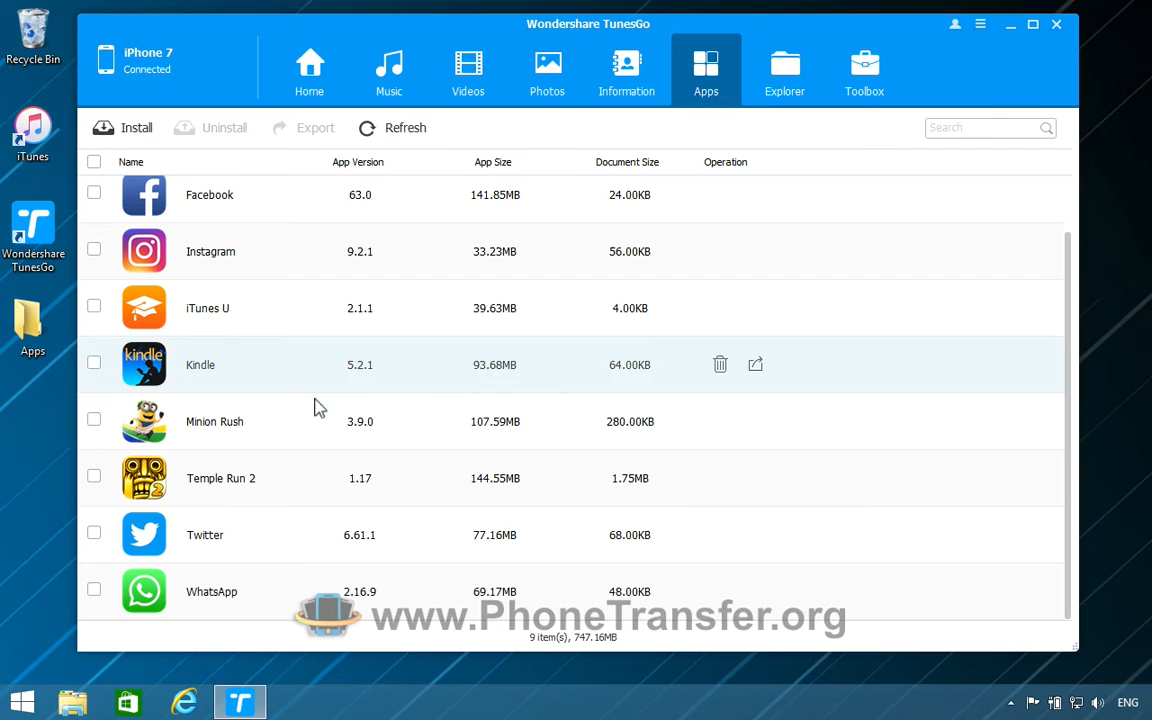 Recycle Bin
iTunes
Wondershare
TunesGo
Apps
Wondershare TunesGo
iPhone 7
Connected
Home
Music
Videos
Photos
Information
Apps
Explorer
Toolbox
Install
Uninstall
Export
Refresh
Search
Name App Version App Size Document Size Operation
Facebook 63.0 141.85MB 24.00KB
Instagram 9.2.1 33.23MB 56.00KB
iTunes U 2.1.1 39.63MB 4.00KB
kindle
Kindle 5.2.1 93.68MB 64.00KB
Minion Rush 3.9.0 107.59MB 280.00KB
2
Temple Run 2 1.17 144.55MB 1.75MB
Twitter 6.61.1 77.16MB 68.00KB
WhatsApp 2.16.9 69.17MB 48.00KB
www.PhoneTransfer.org
9 item(s), 747.16MB
ENG